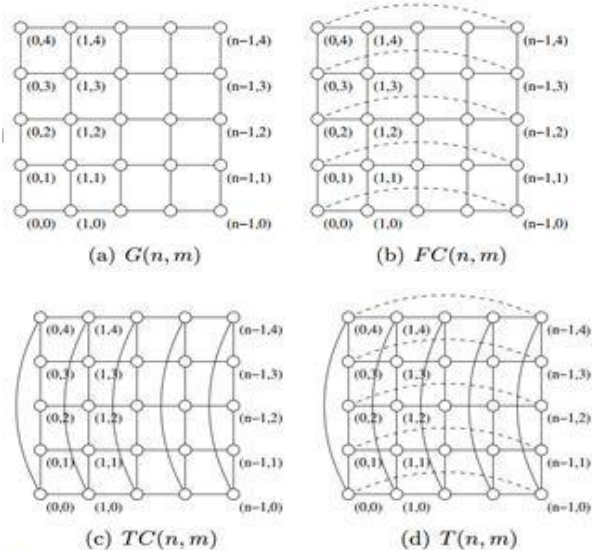 (0,4) (1,4) (n−1,4)
(0,3) (1,3) (n−1,3)
(0,2) (1,2) (n−1,2)
(0,1) (1,1) (n−1,1)
(0,0) (1,0) (n−1,0)
(a) G(n, m)
(0,4) (1,4) (n−1,4)
(0,3) (1,3) (n−1,3)
(0,2) (1,2) (n−1,2)
(0,1) (1,1) (n−1,1)
(0,0) (1,0) (n−1,0)
(b) FC(n, m)
(0,4) (1,4) (n−1,4)
(0,3) (1,3) (n−1,3)
(0,2) (1,2) (n−1,2)
(0,1) (1,1) (n−1,1)
(0,0) (1,0) (n−1,0)
(c) TC(n, m)
(0,4) (1,4) (n−1,4)
(0,3) (1,3) (n−1,3)
(0,2) (1,2) (n−1,2)
(0,1) (1,1) (n−1,1)
(0,0) (1,0) (n−1,0)
(d) T(n, m)